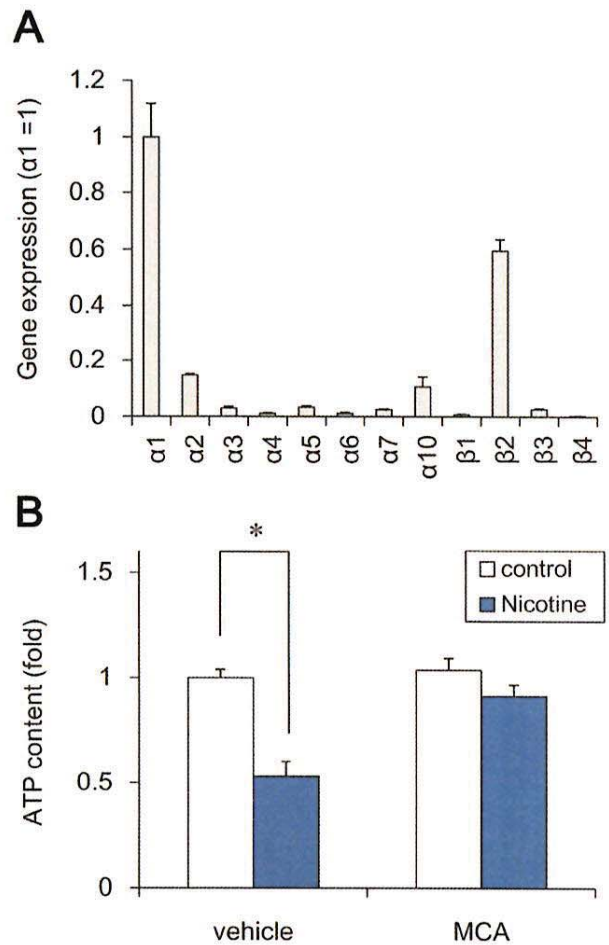 A
Gene expression (α1 =1)
1.2
1
0.8
0.6
0.4
0.2
0
α1 α2 α3 α4 α5 α6 α7 α10 β1 β2 β3 β4
B
*
control
Nicotine
ATP content (fold)
1.5
1
0.5
0
vehicle MCA